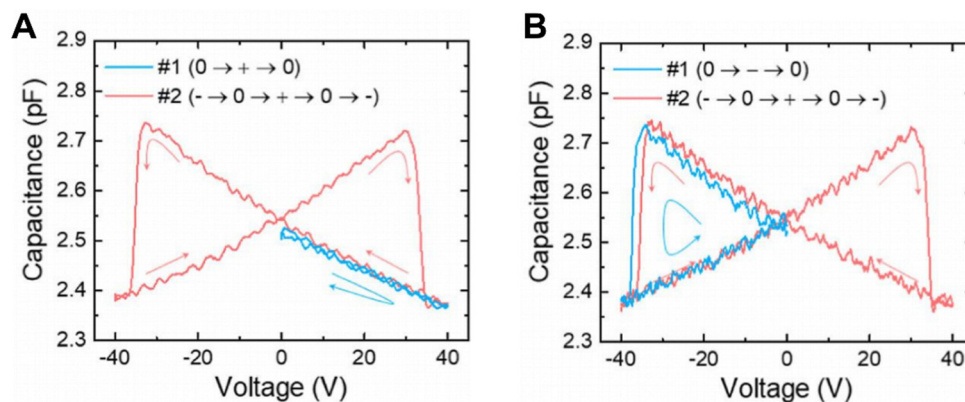 A
Capacitance (pF)
2.9
2.8
2.7
2.6
2.5
2.4
2.3
#1 (0 → + → 0)
#2 (- → 0 → + → 0 → -)
-40 -20 0 20 40
Voltage (V)
B
Capacitance (pF)
2.9
2.8
2.7
2.6
2.5
2.4
2.3
#1 (0 → − → 0)
#2 (- → 0 → + → 0 → -)
-40 -20 0 20 40
Voltage (V)